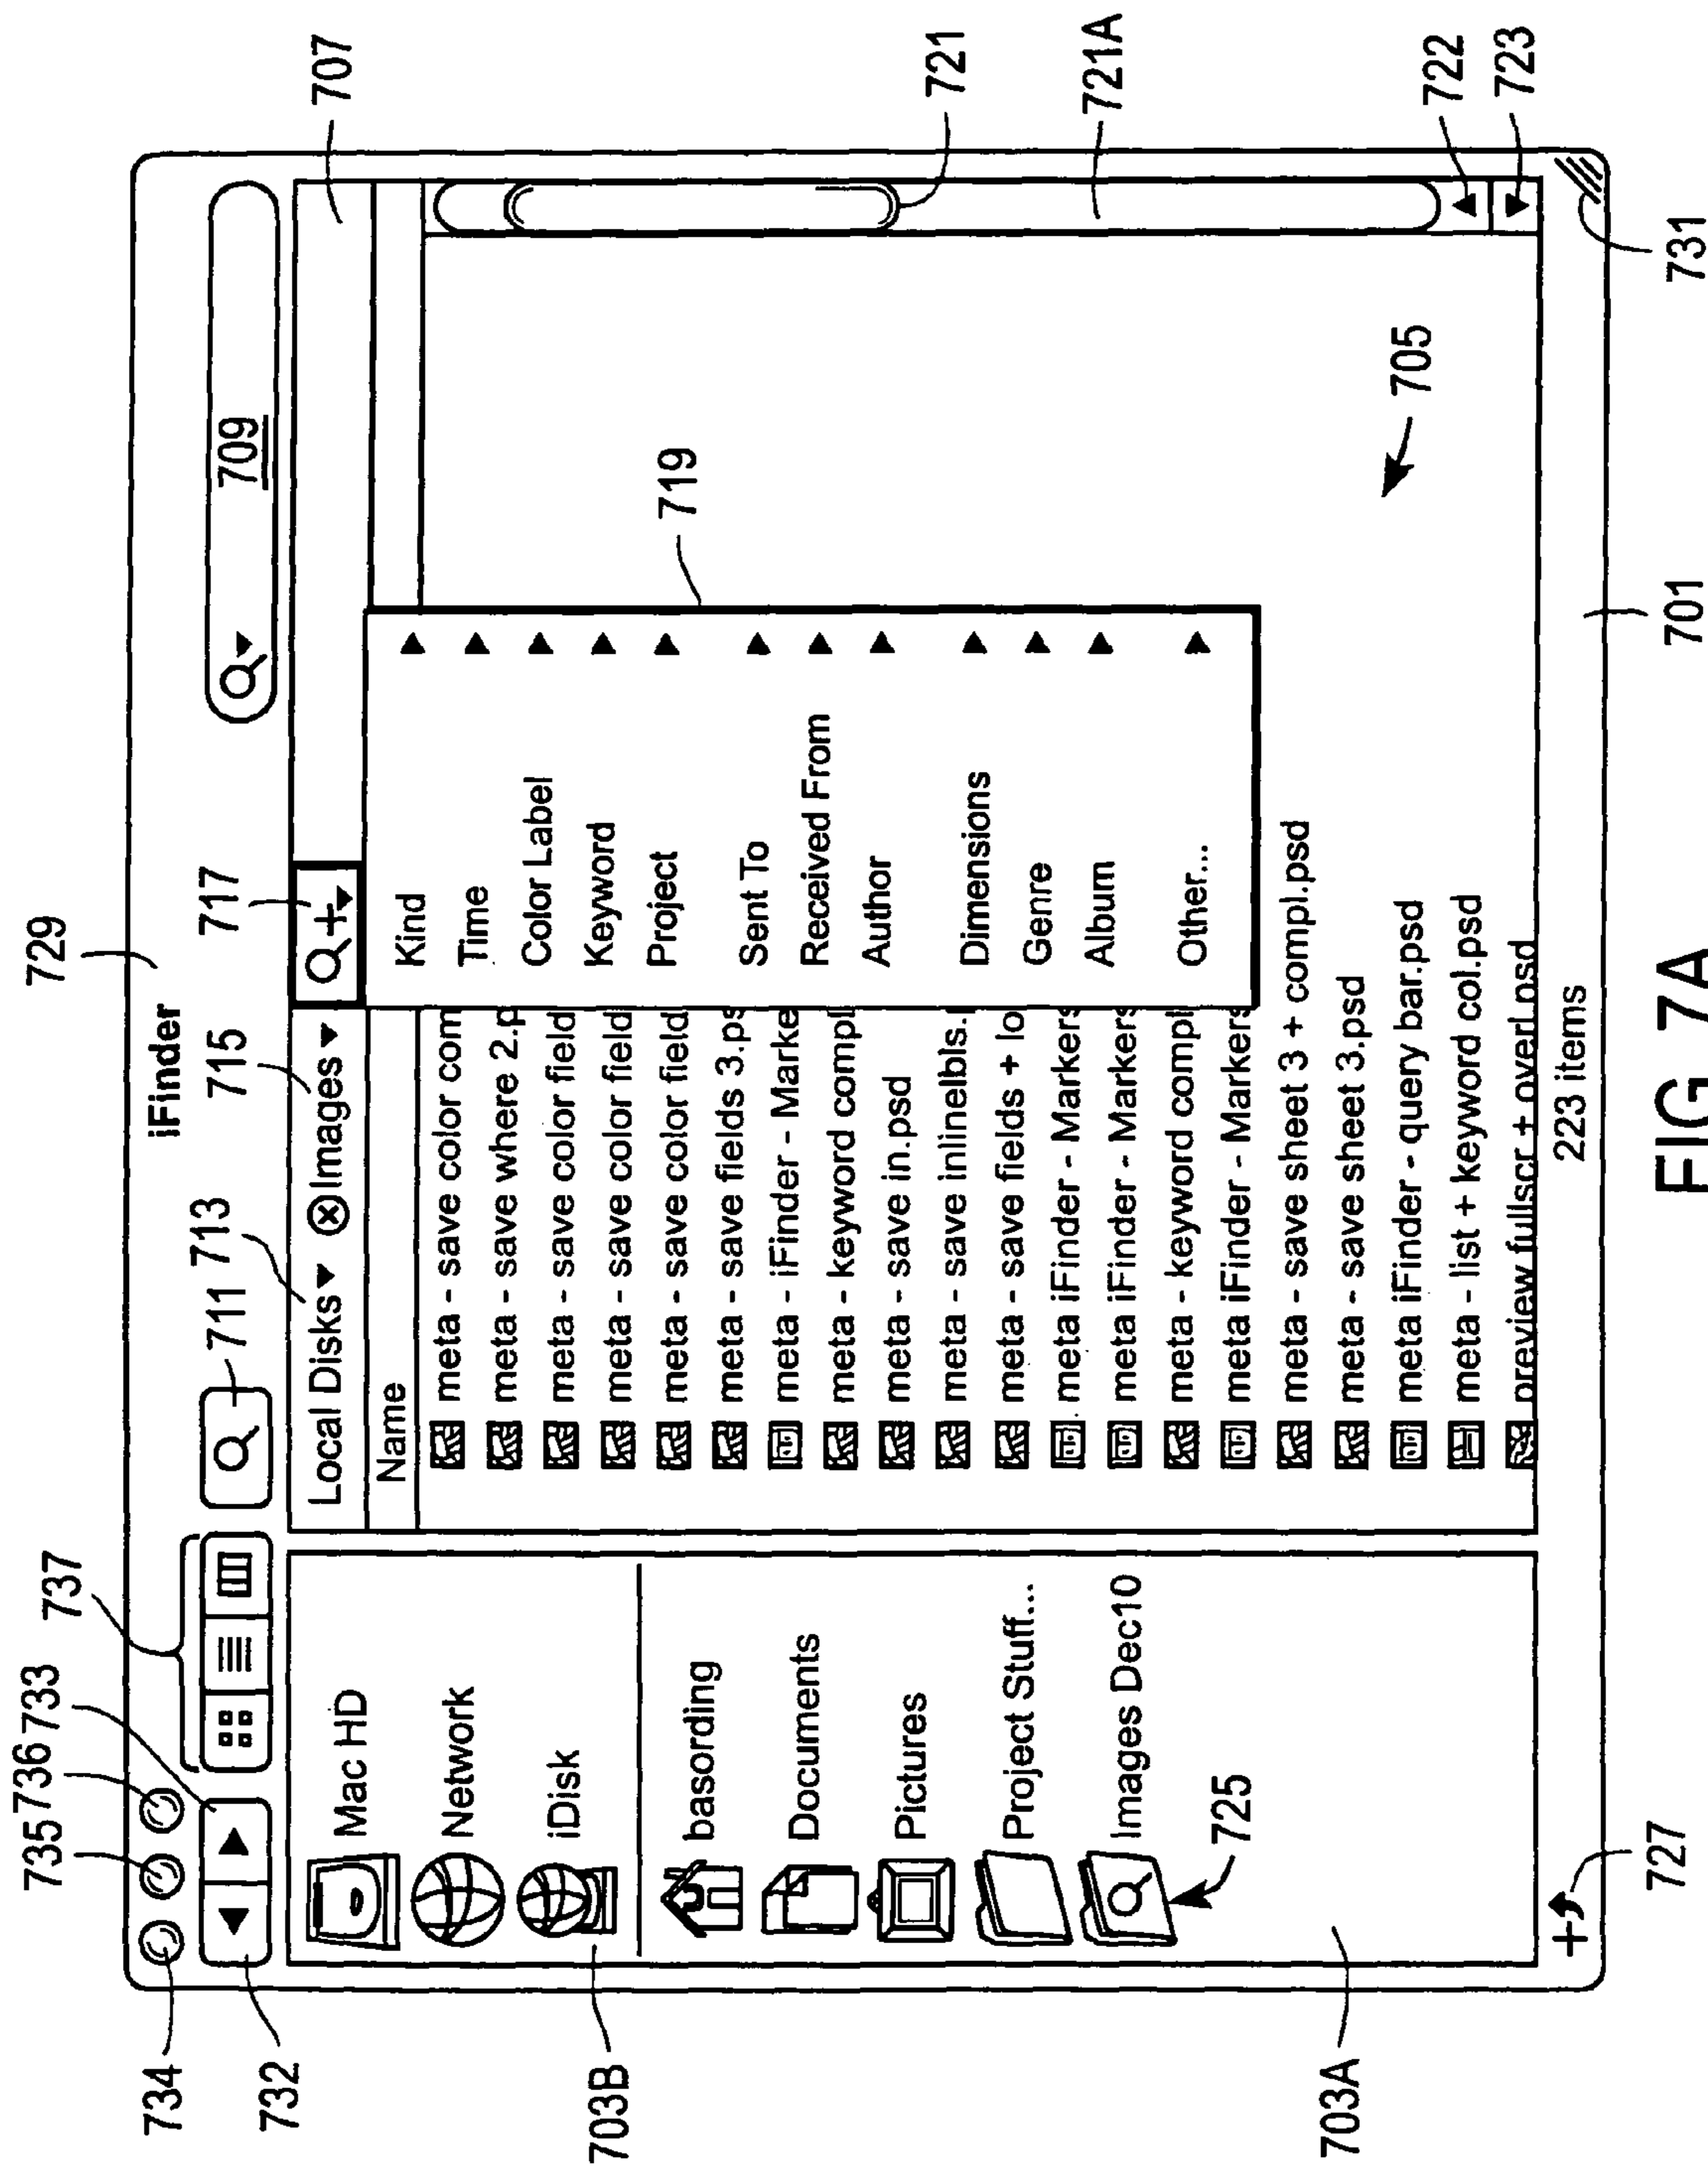 729
735 736 733 737
711 713 715 717
734
iFinder
709
707
732
Local Disks
Images
Name
Mac HD
Network
iDisk
703B
basording
Documents
Pictures
Project Stuff...
Images Dec10
725
703A
meta - save color com
meta - save where 2.p
meta - save color field
meta - save color field
meta - save color field
meta - save fields 3.ps
meta - iFinder - Marke
meta - keyword compl
meta - save in.psd
meta - save inlinelbls.
meta - save fields + lo
meta iFinder - Markers
meta iFinder - Markers
meta - keyword compl
meta iFinder - Markers
meta - save sheet 3 + compl.psd
meta - save sheet 3.psd
meta iFinder - query bar.psd
meta - list + keyword col.psd
preview fullscr + overl.psd
Kind
Time
Color Label
Keyword
Project
Sent To
Received From
Author
Dimensions
Genre
Album
Other...
719
721
721A
705
722
723
223 items
727
701
731
FIG 7A